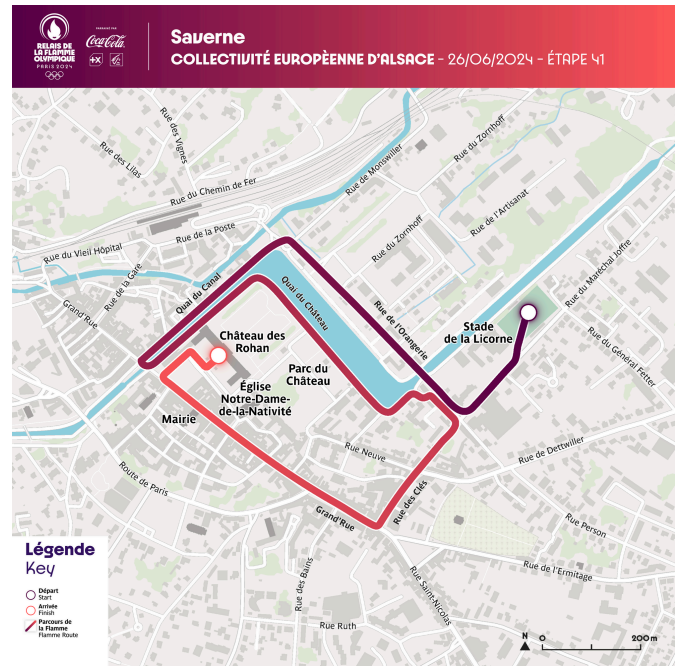 RELAIS DE
LA FLAMME
OLYMPIQUE
PARIS 2024
Coca-Cola
Saverne
COLLECTIVITÉ EUROPÈENNE D'ALSACE - 26/06/2024 - ÉTAPE 41
Rue des Vignes
Rue des Lilas
Rue du Chemin de Fer
Rue de Monswiller
Rue du Zornhoff
Rue de la Poste
Rue du Vieil Hôpital
Rue de la Gare
Grand'Rue
Quai du Canal
Quai du Château
Rue du Zornhoff
Rue de l'Artisanat
Rue de l'Orangerie
Rue du Maréchal Joffre
Stade
de la Licorne
Rue du Général Fetter
Château des
Rohan
Parc du
Château
Église
Notre-Dame-
de-la-Nativité
Mairie
Rue Neuve
Rue de Dettwiller
Route de Paris
Rue des Clés
Grand'Rue
Rue Person
Rue de l'Ermitage
Rue des Bains
Rue Saint-Nicolas
Rue Ruth
Légende
Key
Départ
Start
Arrivée
Finish
Parcours de
la Flamme
Flamme Route
N
0
200 m